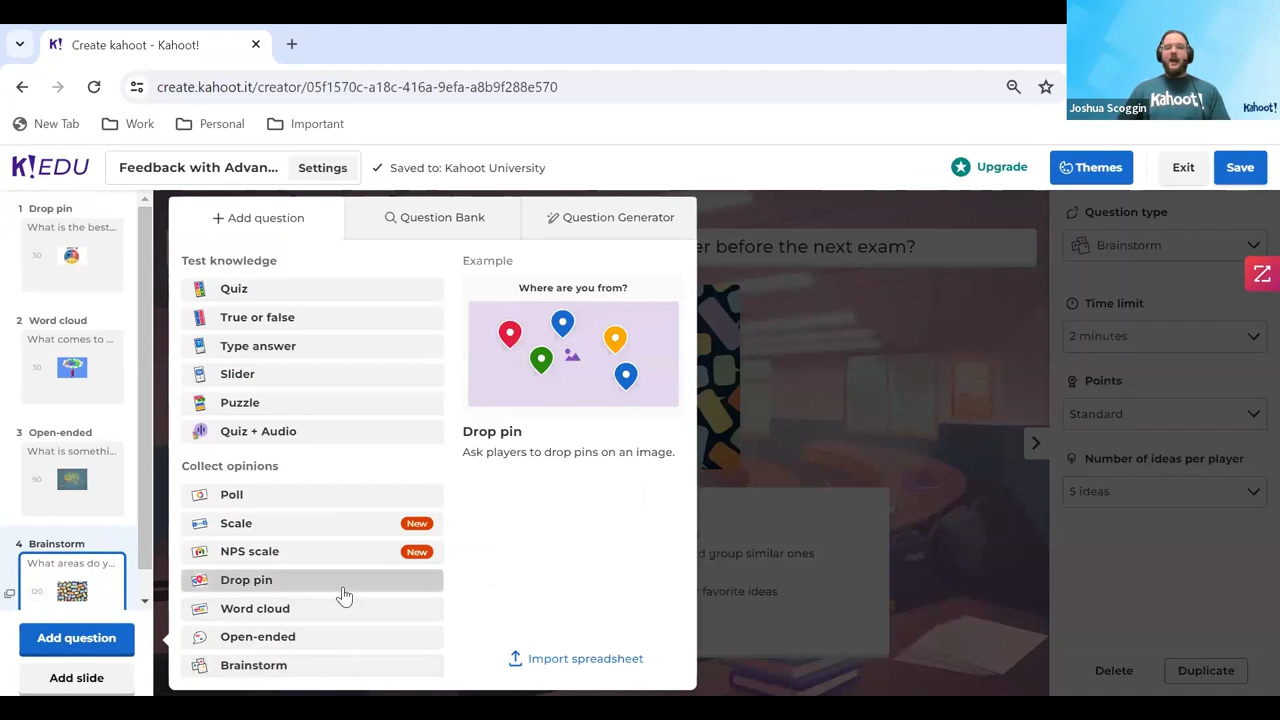 Create kahoot - Kahoot!
create.kahoot.it/creator/05f1570c-a18c-416a-9efa-a8b9f288e570
New Tab
Work
Personal
Important
Joshua Scoggin
Kahoot!
Kahoot!
K!EDU
Feedback with Advan...
Settings
Saved to: Kahoot University
Upgrade
Themes
Exit
Save
1 Drop pin
What is the best...
30
2 Word cloud
What comes to ...
30
3 Open-ended
What is somethi...
90
4 Brainstorm
What areas do y...
120
Add question
Add slide
Add question
Question Bank
Question Generator
Test knowledge
Quiz
True or false
Type answer
Slider
Puzzle
Quiz + Audio
Collect opinions
Poll
Scale
New
NPS scale
New
Drop pin
Word cloud
Open-ended
Brainstorm
Example
Where are you from?
Drop pin
Ask players to drop pins on an image.
Import spreadsheet
er before the next exam?
d group similar ones
favorite ideas
Question type
Brainstorm
Time limit
2 minutes
Points
Standard
Number of ideas per player
5 ideas
Delete
Duplicate